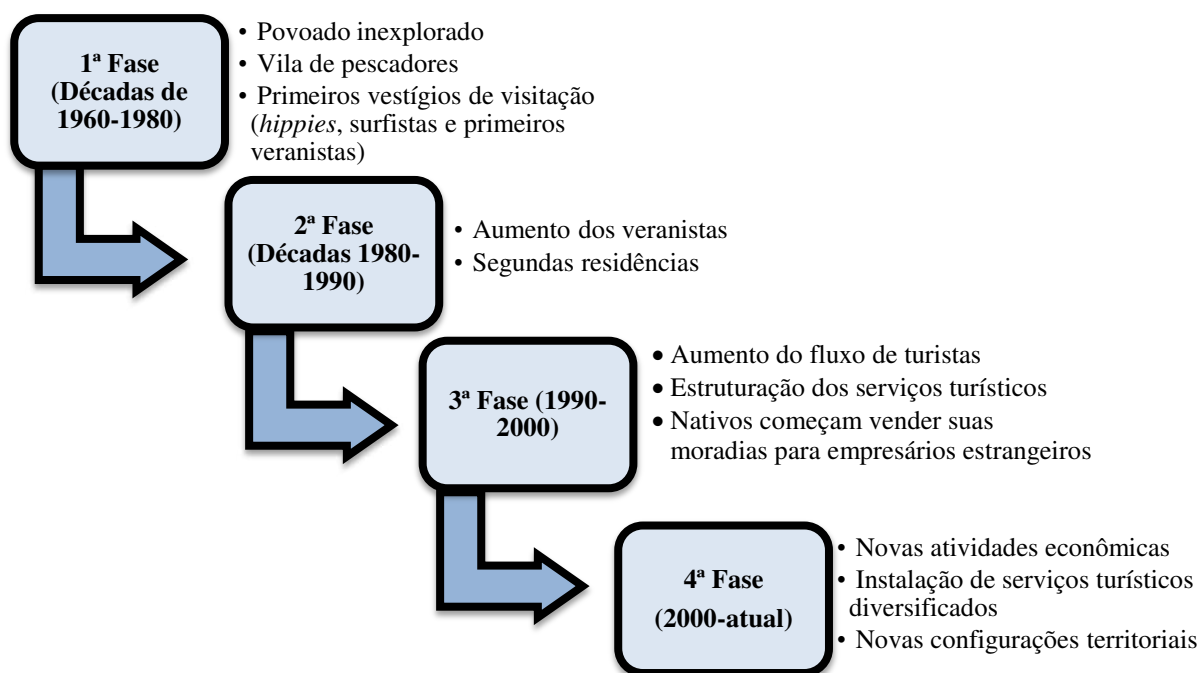 1ª Fase
(Décadas de
1960-1980)
• Povoado inexplorado
• Vila de pescadores
• Primeiros vestígios de visitação
(hippies, surfistas e primeiros
veranistas)
2ª Fase
(Décadas 1980-
1990)
• Aumento dos veranistas
• Segundas residências
3ª Fase (1990-
2000)
• Aumento do fluxo de turistas
• Estruturação dos serviços turísticos
• Nativos começam vender suas
moradias para empresários estrangeiros
4ª Fase
(2000-atual)
• Novas atividades econômicas
• Instalação de serviços turísticos
diversificados
• Novas configurações territoriais